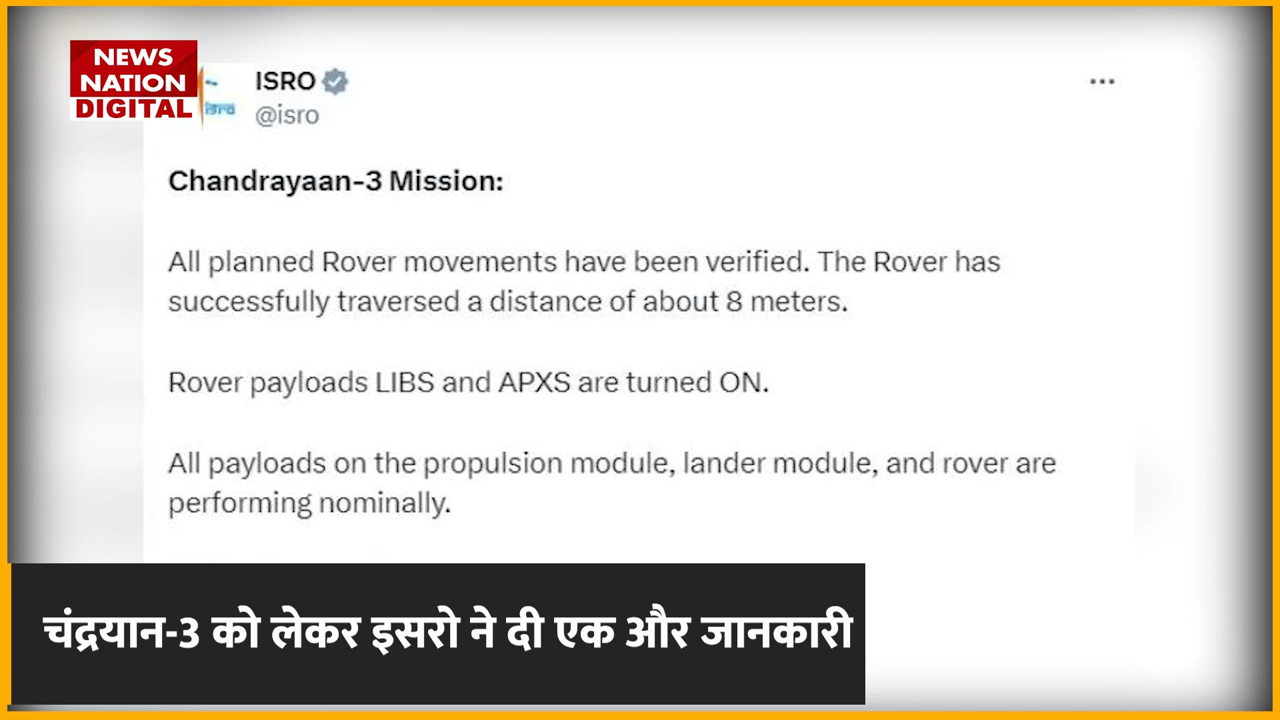 NEWS
NATION
DIGITAL
इसरो
ISRO
@isro
...
Chandrayaan-3 Mission:
All planned Rover movements have been verified. The Rover has
successfully traversed a distance of about 8 meters.
Rover payloads LIBS and APXS are turned ON.
All payloads on the propulsion module, lander module, and rover are
performing nominally.
चंद्रयान-3 को लेकर इसरो ने दी एक और जानकारी